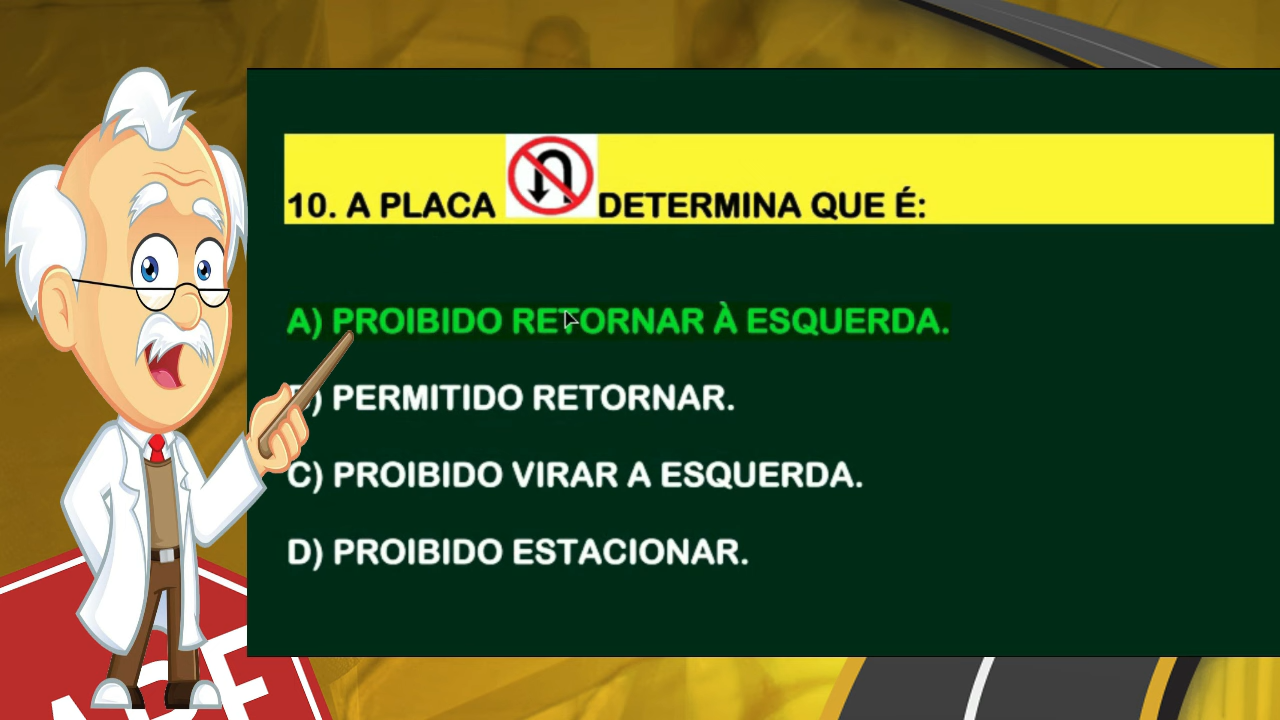 10. A PLACA DETERMINA QUE É:
A) PROIBIDO RETORNAR À ESQUERDA.
B) PERMITIDO RETORNAR.
C) PROIBIDO VIRAR A ESQUERDA.
D) PROIBIDO ESTACIONAR.